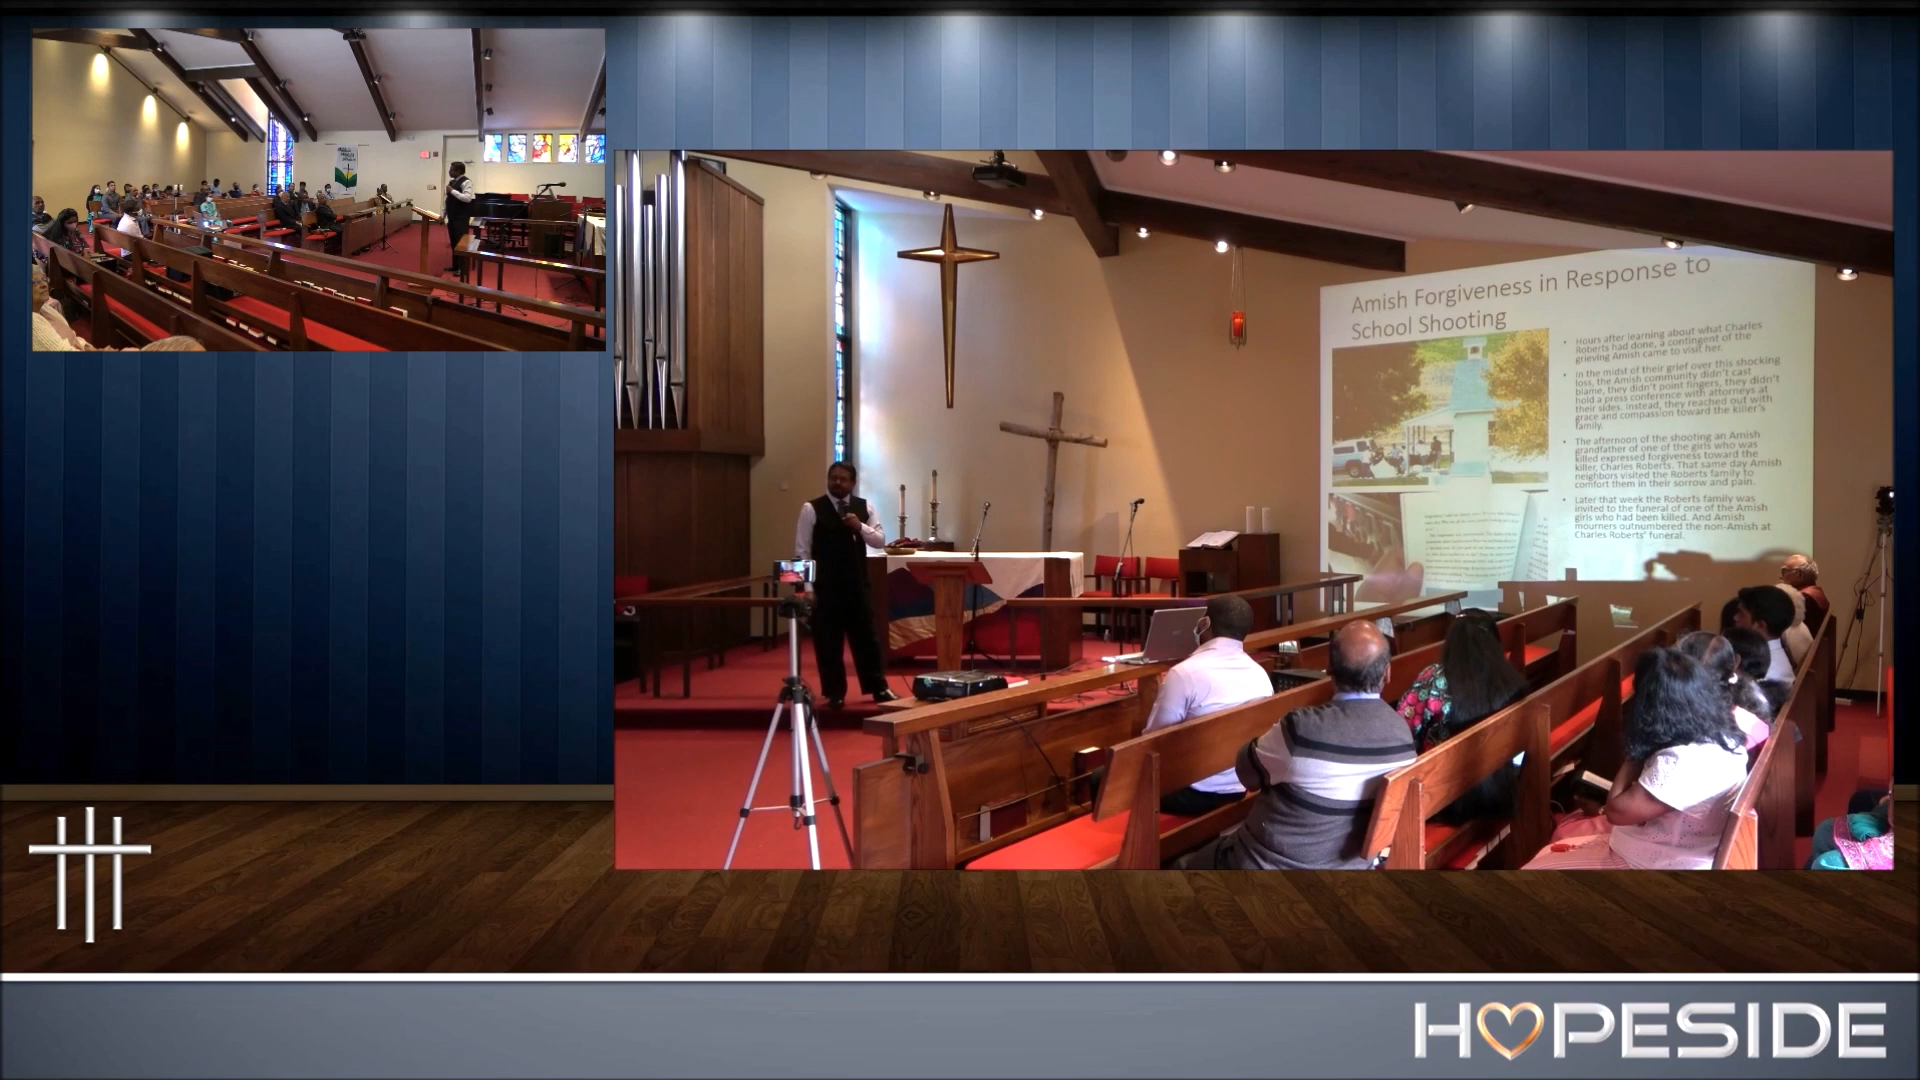 Amish Forgiveness in Response to
School Shooting
• Hours after learning about what Charles
Roberts had done, a contingent of the
grieving Amish came to visit her.
• In the midst of their grief over this shocking
loss, the Amish community didn't cast
blame, they didn't point fingers, they didn't
hold a press conference with attorneys at
their sides. Instead, they reached out with
grace and compassion toward the killer's
family.
• The afternoon of the shooting an Amish
grandfather of one of the girls who was
killed expressed forgiveness toward the
killer, Charles Roberts. That same day Amish
neighbors visited the Roberts family to
comfort them in their sorrow and pain.
• Later that week the Roberts family was
invited to the funeral of one of the Amish
girls who had been killed. And Amish
mourners outnumbered the non-Amish at
Charles Roberts' funeral.
HOPESIDE